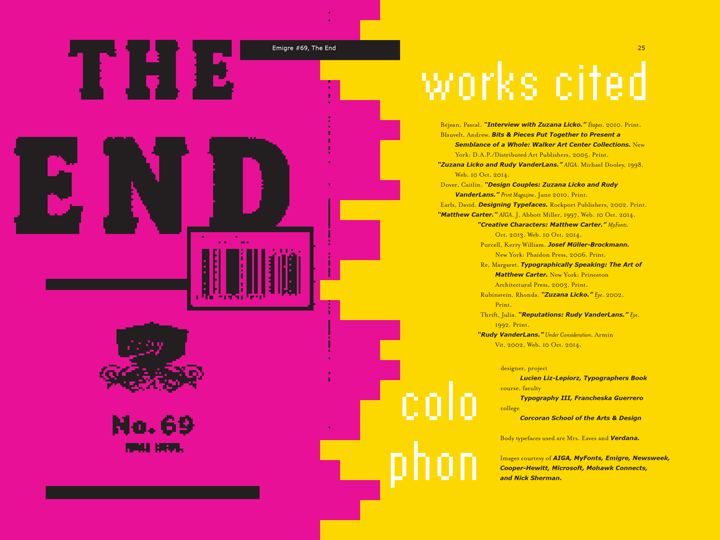 THE
END
No. 69
Emigre #69, The End
25
works cited
Béjean, Pascal. “Interview with Zuzana Licko.” Étapes, 2010. Print.
Blauvelt, Andrew. Bits & Pieces Put Together to Present a
Semblance of a Whole: Walker Art Center Collections. New
York: D.A.P./Distributed Art Publishers, 2005. Print.
“Zuzana Licko and Rudy VanderLans.” AIGA. Michael Dooley, 1998.
Web. 10 Oct. 2014.
Dover, Caitlin. “Design Couples: Zuzana Licko and Rudy
VanderLans.” Print Magazine. June 2010. Print.
Earls, David. Designing Typefaces. Rockport Publishers, 2002. Print.
“Matthew Carter.” AIGA. J. Abbott Miller, 1997. Web. 10 Oct. 2014.
“Creative Characters: Matthew Carter.” MyFonts,
Oct. 2013. Web. 10 Oct. 2014.
Purcell, Kerry William. Josef Müller-Brockmann.
New York: Phaidon Press, 2006. Print.
Re, Margaret. Typographically Speaking: The Art of
Matthew Carter. New York: Princeton
Architectural Press, 2003. Print.
Rubinstein, Rhonda. “Zuzana Licko.” Eye. 2002.
Print.
Thrift, Julia. “Reputations: Rudy VanderLans.” Eye.
1992. Print.
“Rudy VanderLans.” Under Consideration. Armin
Vit, 2002. Web. 10 Oct. 2014.
colo
phon
designer, project
Lucien Liz-Lepiorz, Typographers Book
course, faculty
Typography III, Francheska Guerrero
college
Corcoran School of the Arts & Design
Body typefaces used are Mrs. Eaves and Verdana.
Images courtesy of AIGA, MyFonts, Emigre, Newsweek,
Cooper-Hewitt, Microsoft, Mohawk Connects,
and Nick Sherman.